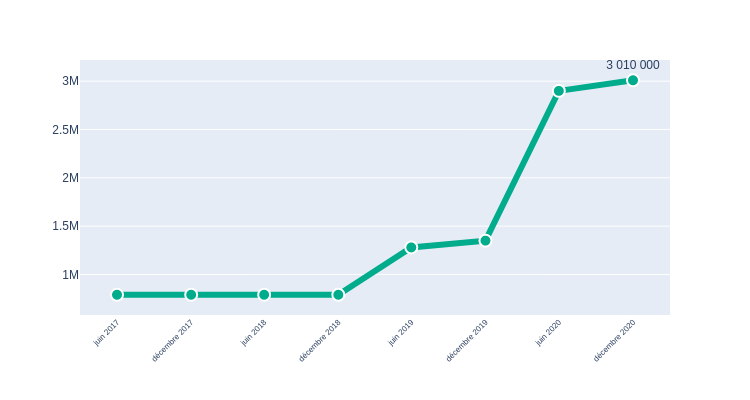 3 010 000
3M
2.5M
2M
1.5M
1M
juin 2017
décembre 2017
juin 2018
décembre 2018
juin 2019
décembre 2019
juin 2020
décembre 2020